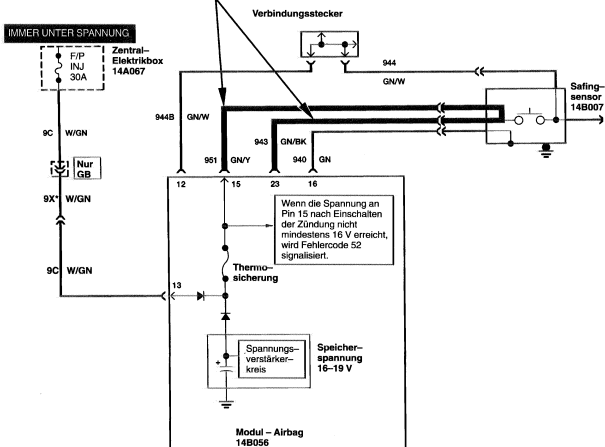 Verbindungsstecker
IMMER UNTER SPANNUNG
F/P
INJ
30A
Zentral–
Elektrikbox
14A067
944
GN/W
Safing–
sensor
14B007
944B
GN/W
9C
W/GN
943
GN/BK
951
GN/Y
940
GN
Nur
GB
12
15
23
16
9X*
W/GN
Wenn die Spannung an
Pin 15 nach Einschalten
der Zündung nicht
mindestens 16 V erreicht,
wird Fehlercode 52
signalisiert.
9C
W/GN
Thermo–
sicherung
13
Spannungs–
verstärker–
kreis
+
Speicher–
spannung
16–19 V
Modul – Airbag
14B056